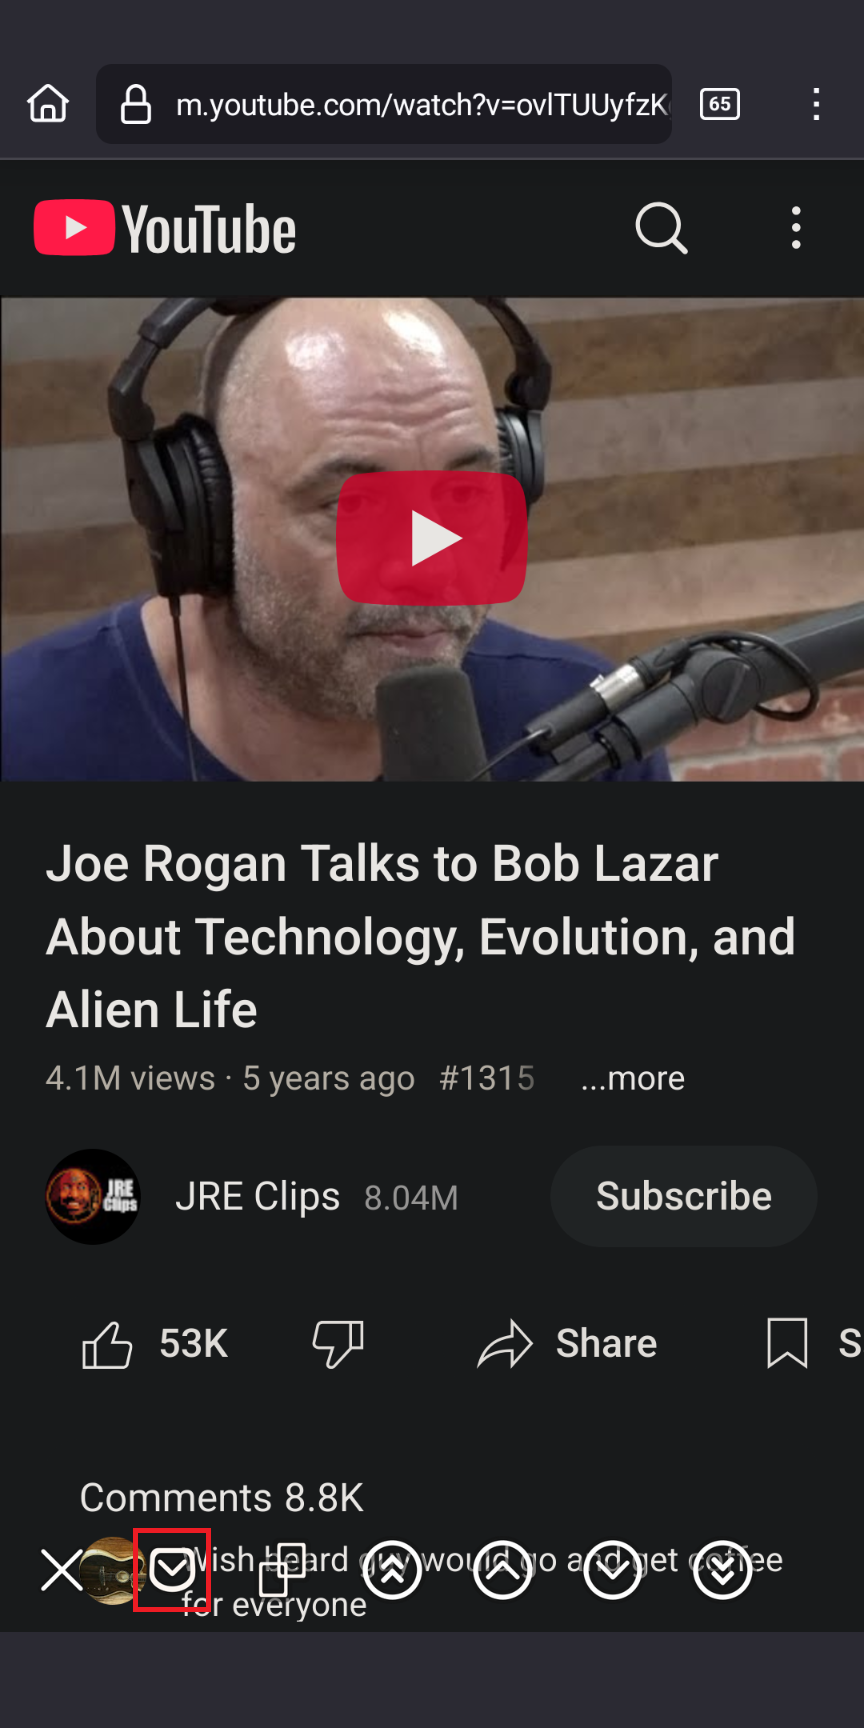 m.youtube.com/watch?v=ovlTUUyfzK
65
YouTube
Joe Rogan Talks to Bob Lazar
About Technology, Evolution, and
Alien Life
4.1M views · 5 years ago #1315 ...more
JRE Clips
JRE Clips 8.04M Subscribe
53K Share S
Comments 8.8K
Wish beard guy would go and get coffee
for everyone